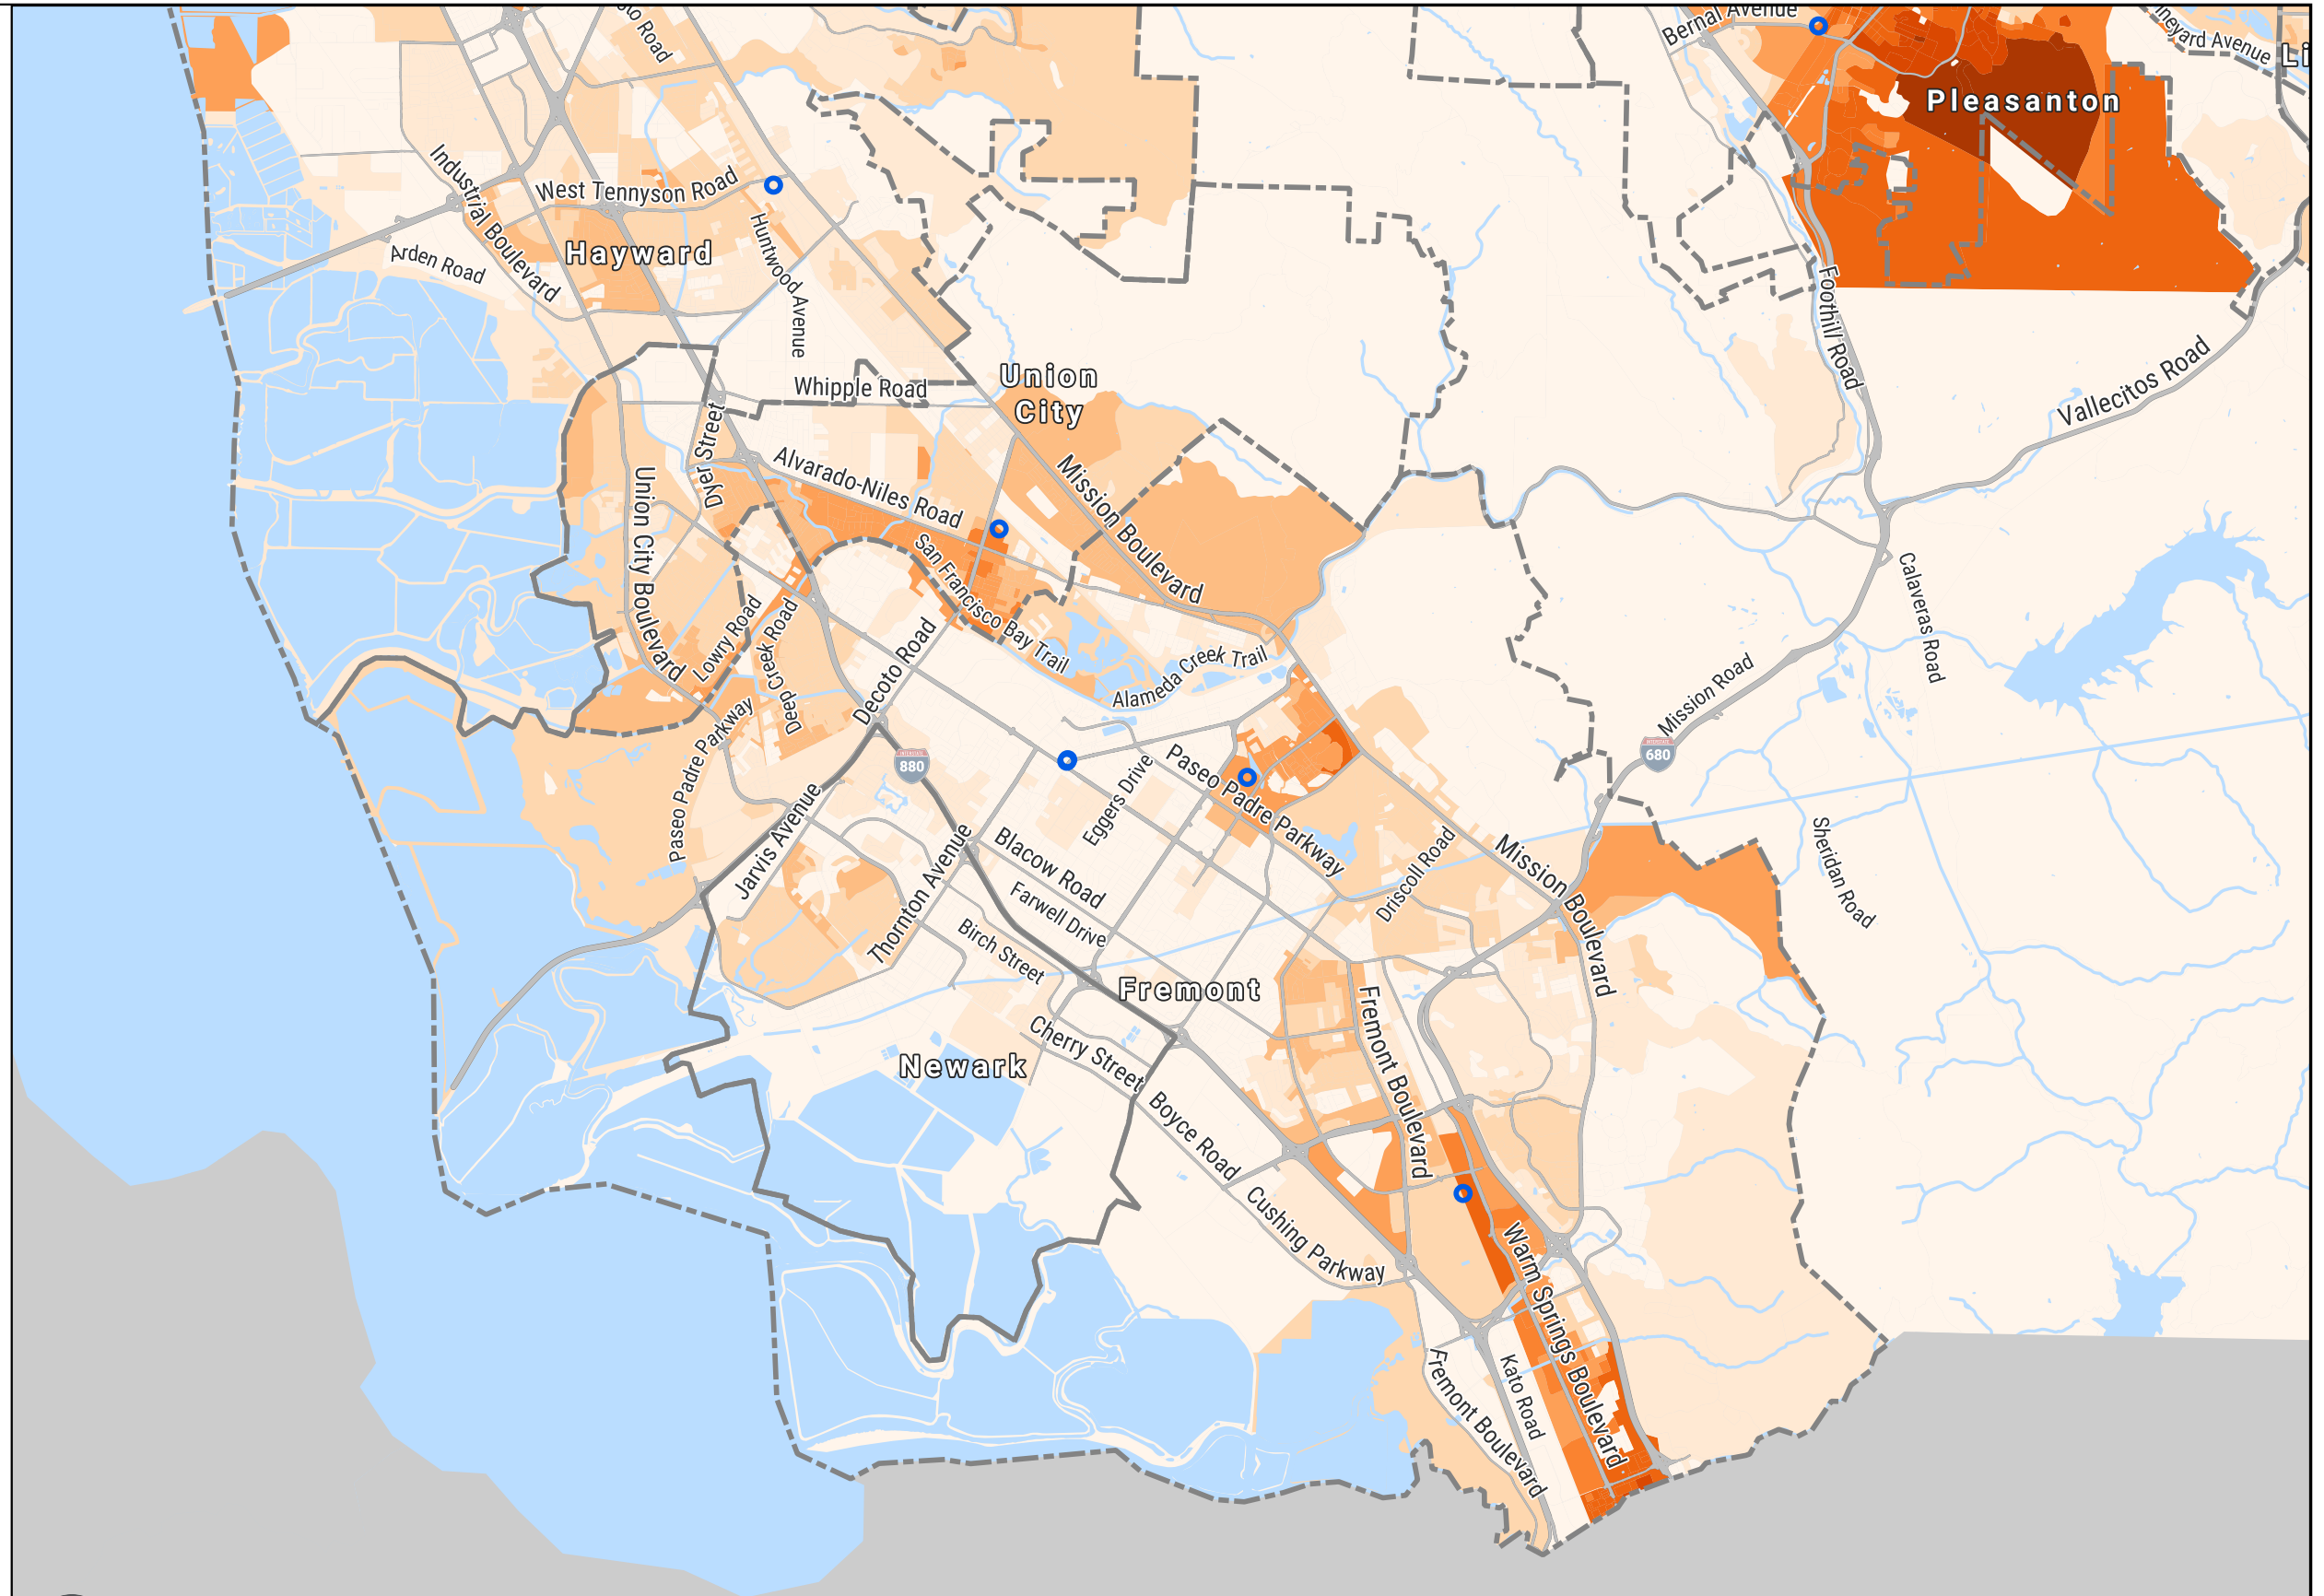 Bernal Avenue
Pleasanton
West Tennyson Road
Industrial Boulevard
Hayward
Arden Road
Huntwood Avenue
Foothill Road
Union
City
Whipple Road
Vallecitos Road
Dyer Street
Alvarado-Niles Road
Mission Boulevard
Union City Boulevard
San Francisco Bay Trail
Calaveras Road
Lowry Road
Deep Creek Road
Decoto Road
Alameda Creek Trail
Mission Road
Paseo Padre Parkway
880
680
Paseo Padre Parkway
Eggers Drive
Jarvis Avenue
Thornton Avenue
Blacow Road
Driscoll Road
Mission Boulevard
Sheridan Road
Farwell Drive
Birch Street
Fremont
Fremont Boulevard
Cherry Street
Newark
Boyce Road
Cushing Parkway
Warm Springs Boulevard
Kato Road
Fremont Boulevard